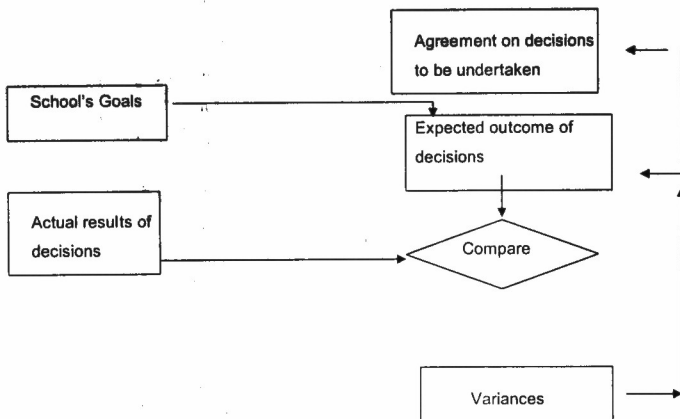 Agreement on decisions
to be undertaken
School's Goals
Expected outcome of
decisions
Actual results of
decisions
Compare
Variances